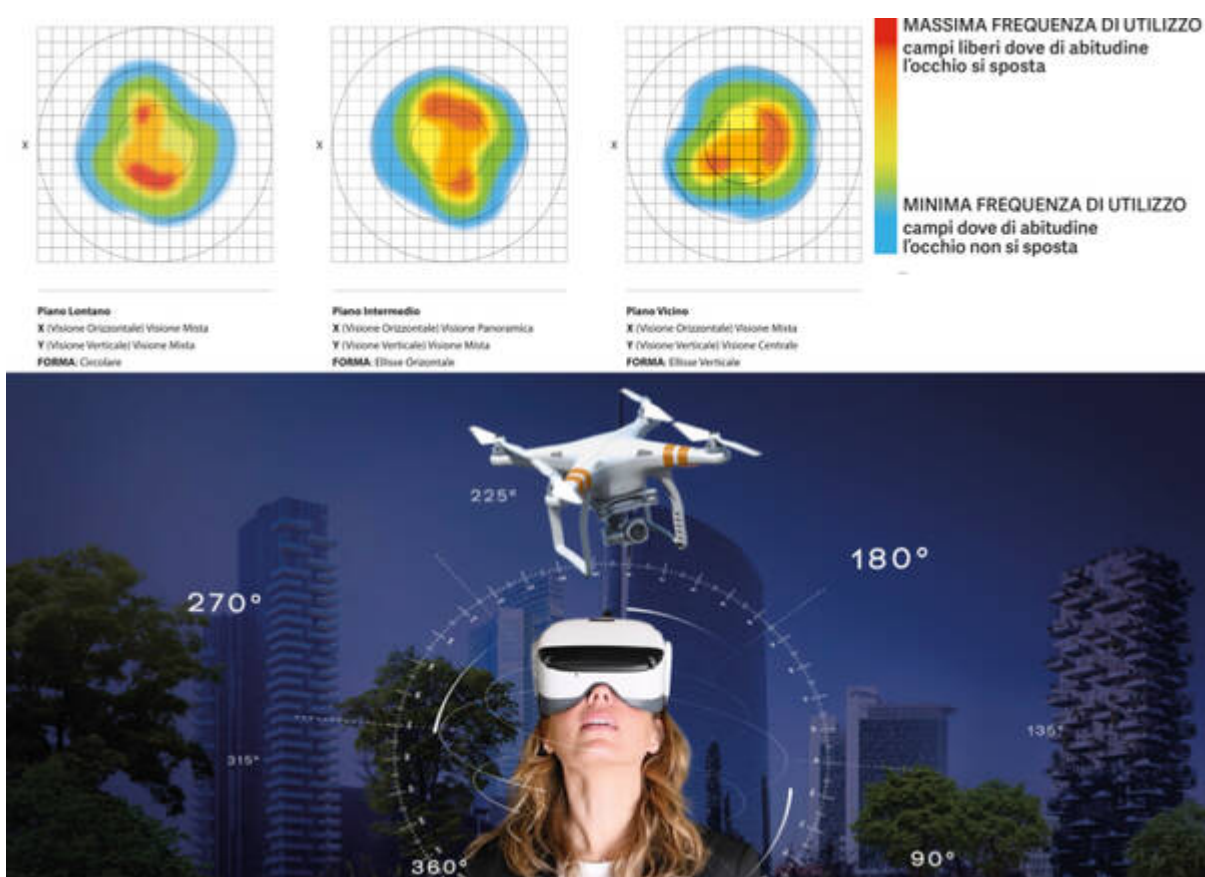 MASSIMA FREQUENZA DI UTILIZZO
campi liberi dove di abitudine
l'occhio si sposta
X
X
X
MINIMA FREQUENZA DI UTILIZZO
campi dove di abitudine
l'occhio non si sposta
Piano Lontano
X (Visione Orizzontale) Visione Mista
Y (Visione Verticale) Visione Mista
FORMA: Circolare
Piano Intermedio
X (Visione Orizzontale) Visione Panoramica
Y (Visione Verticale) Visione Mista
FORMA: Ellisse Orizontale
Piano Vicino
X (Visione Orizzontale) Visione Mista
Y (Visione Verticale) Visione Centrale
FORMA: Ellisse Verticale
225°
180°
270°
315°
135°
360°
90°